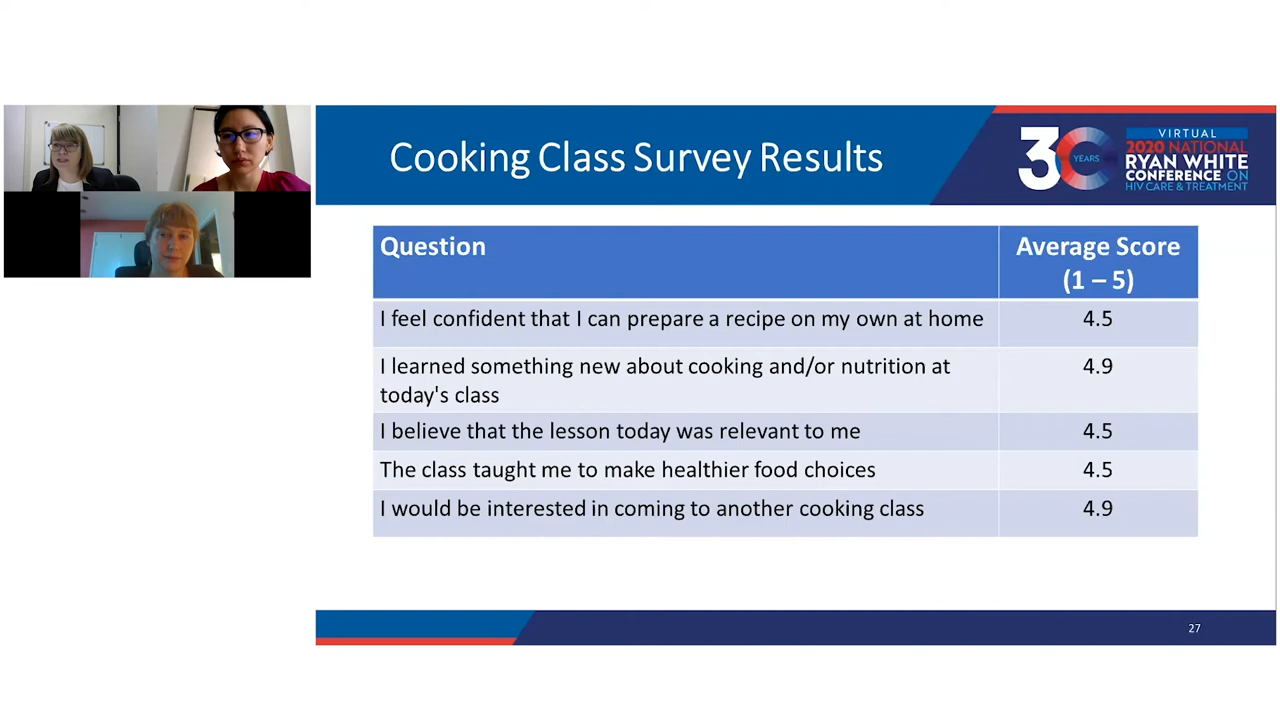 Cooking Class Survey Results
30 YEARS
VIRTUAL
2020 NATIONAL
RYAN WHITE
CONFERENCE ON
HIV CARE & TREATMENT
Question
Average Score
(1 – 5)
I feel confident that I can prepare a recipe on my own at home
4.5
I learned something new about cooking and/or nutrition at
today's class
4.9
I believe that the lesson today was relevant to me
4.5
The class taught me to make healthier food choices
4.5
I would be interested in coming to another cooking class
4.9
27